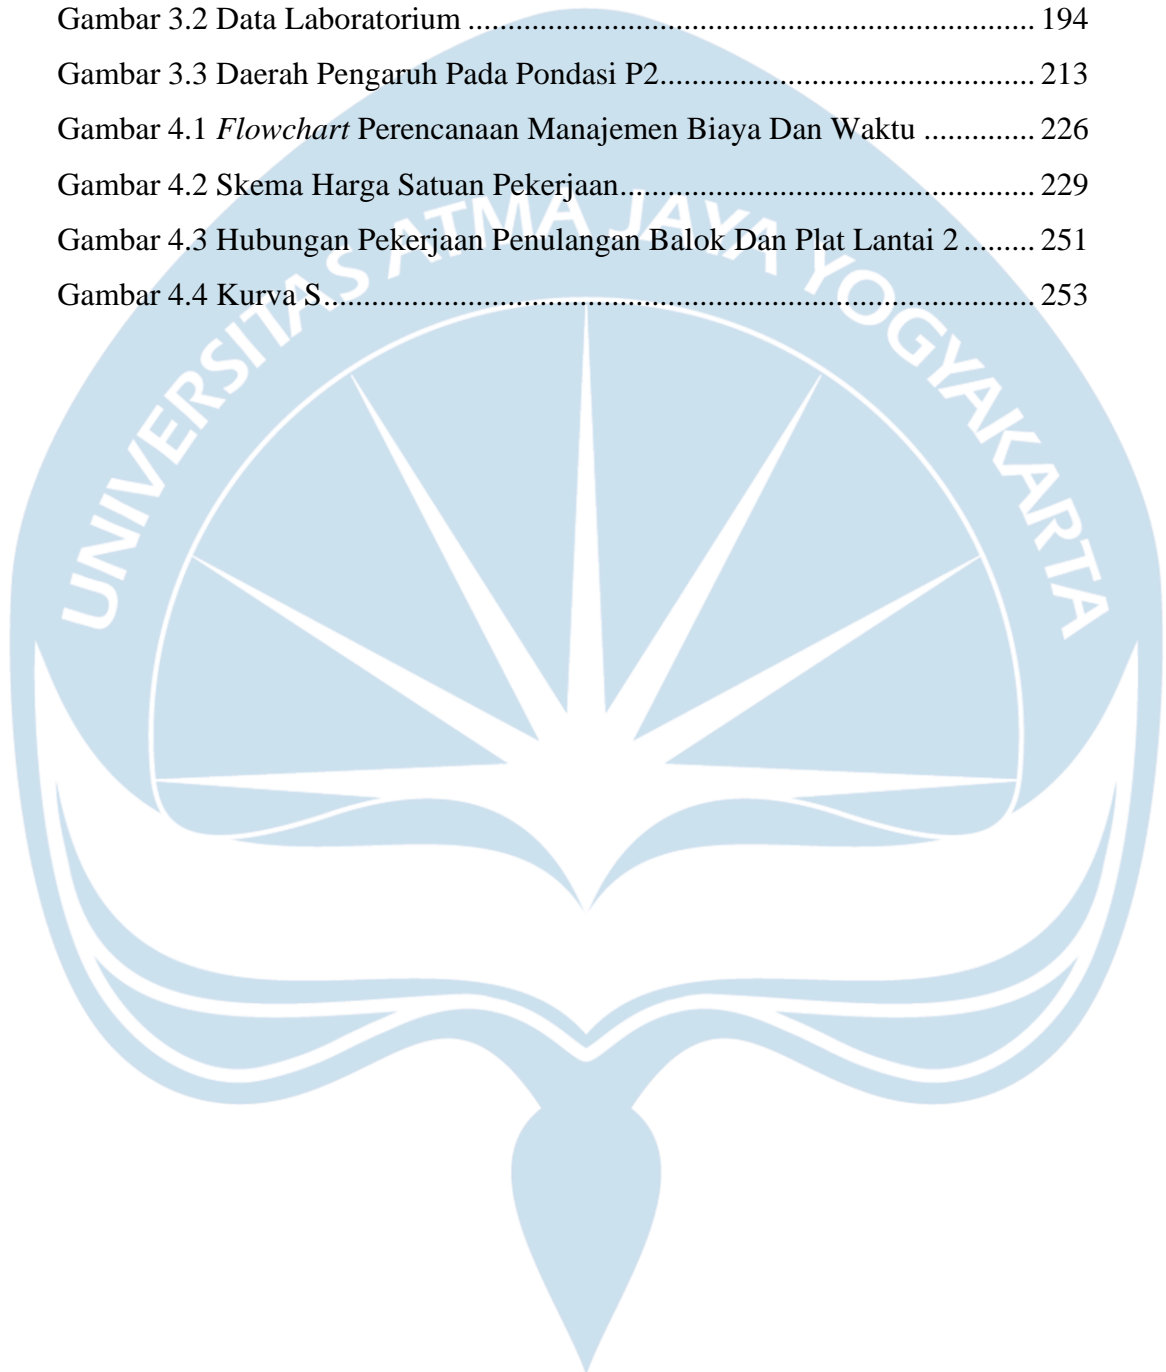 Gambar 3.2 Data Laboratorium ...................................................................... 194
Gambar 3.3 Daerah Pengaruh Pada Pondasi P2.............................................. 213
Gambar 4.1 Flowchart Perencanaan Manajemen Biaya Dan Waktu .............. 226
Gambar 4.2 Skema Harga Satuan Pekerjaan................................................... 229
Gambar 4.3 Hubungan Pekerjaan Penulangan Balok Dan Plat Lantai 2 ......... 251
Gambar 4.4 Kurva S........................................................................................ 253
UNIVERSITAS ATMA JAYA YOGYAKARTA